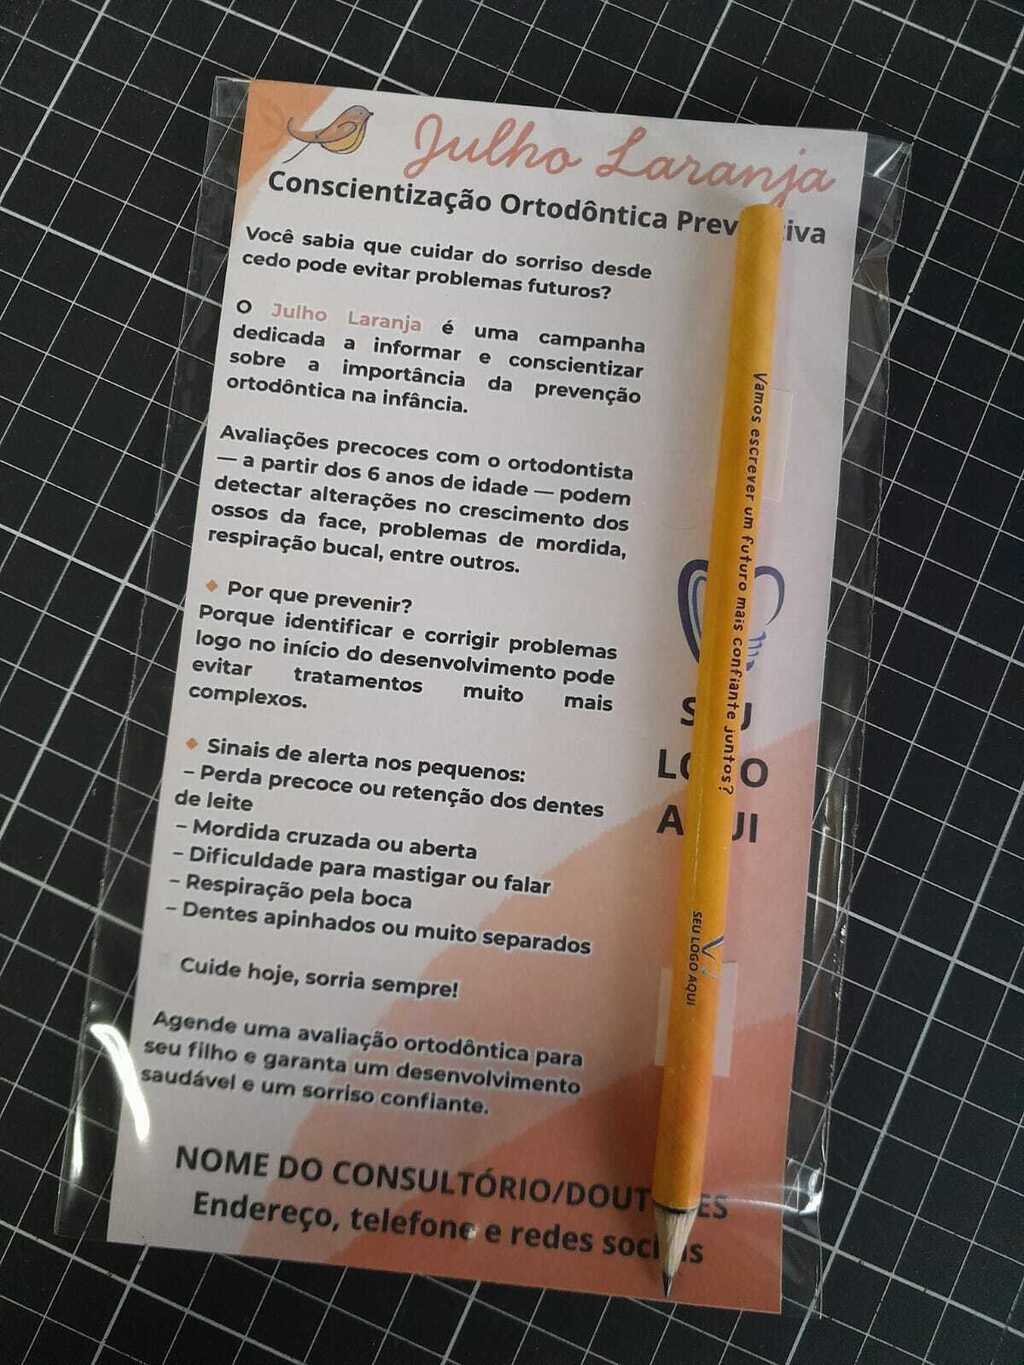 Julho Laranja
Conscientização Ortodôntica
Você sabia que cuidar do sorriso desde
cedo pode evitar problemas futuros?
O Julho Laranja é uma campanha
dedicada a informar e conscientizar
sobre a importância da prevenção
ortodôntica na infância.
Avaliações precoces com o ortodontista
— a partir dos 6 anos de idade — podem
detectar alterações no crescimento dos
ossos da face, problemas de mordida,
respiração bucal, entre outros.
Por que prevenir?
Porque identificar e corrigir problemas
logo no início do desenvolvimento pode
evitar tratamentos muito mais
complexos.
Sinais de alerta nos pequenos:
– Perda precoce ou retenção dos dentes
de leite
– Mordida cruzada ou aberta
– Dificuldade para mastigar ou falar
– Respiração pela boca
– Dentes apinhados ou muito separados
Cuide hoje, sorria sempre!
Agende uma avaliação ortodôntica para
seu filho e garanta um desenvolvimento
saudável e um sorriso confiante.
NOME DO
Endereço, telefone e redes
Vamos escrever um futuro mais confiante juntos?
SEU LOGO AQUI